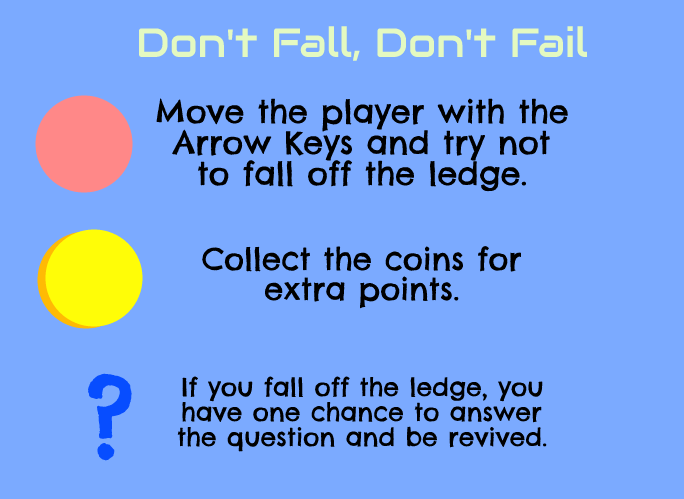 Don't Fall, Don't Fail
Move the player with the
Arrow Keys and try not
to fall off the ledge.
Collect the coins for
extra points.
?
If you fall off the ledge, you
have one chance to answer
the question and be revived.